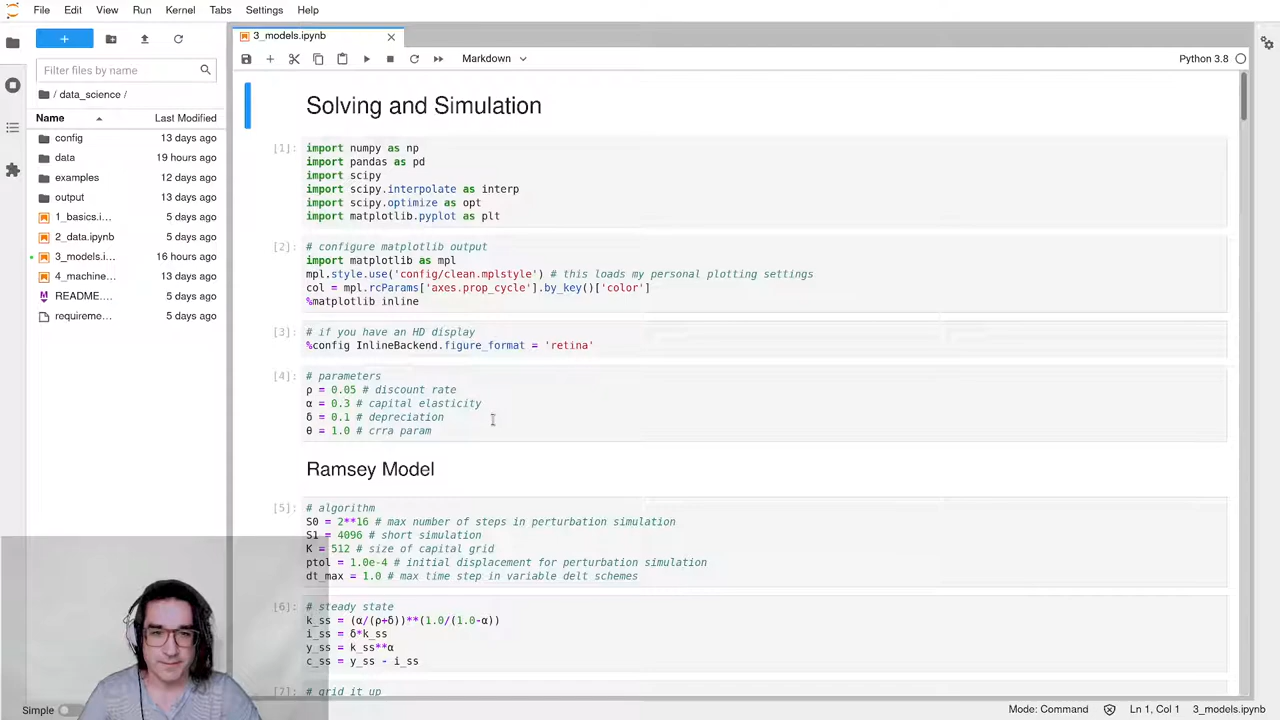 File Edit View Run Kernel Tabs Settings Help
3_models.ipynb
Markdown
Python 3.8
Filter files by name
/ data_science /
Name Last Modified
config 13 days ago
data 19 hours ago
examples 12 days ago
output 13 days ago
1_basics.i… 5 days ago
2_data.ipynb 5 days ago
3_models.i… 16 hours ago
4_machine… 13 days ago
README.… 5 days ago
requireme… 5 days ago
Solving and Simulation
[1]: import numpy as np
import pandas as pd
import scipy
import scipy.interpolate as interp
import scipy.optimize as opt
import matplotlib.pyplot as plt
[2]: # configure matplotlib output
import matplotlib as mpl
mpl.style.use('config/clean.mplstyle') # this loads my personal plotting settings
col = mpl.rcParams['axes.prop_cycle'].by_key()['color']
%matplotlib inline
[3]: # if you have an HD display
%config InlineBackend.figure_format = 'retina'
[4]: # parameters
ρ = 0.05 # discount rate
α = 0.3 # capital elasticity
δ = 0.1 # depreciation
θ = 1.0 # crra param
Ramsey Model
[5]: # algorithm
S0 = 2**16 # max number of steps in perturbation simulation
S1 = 4096 # short simulation
K = 512 # size of capital grid
ptol = 1.0e-4 # initial displacement for perturbation simulation
dt_max = 1.0 # max time step in variable delt schemes
[6]: # steady state
k_ss = (α/(ρ+δ))**(1.0/(1.0-α))
i_ss = δ*k_ss
y_ss = k_ss**α
c_ss = y_ss - i_ss
[7]: # grid it up
Simple
Mode: Command Ln 1, Col 1 3_models.ipynb